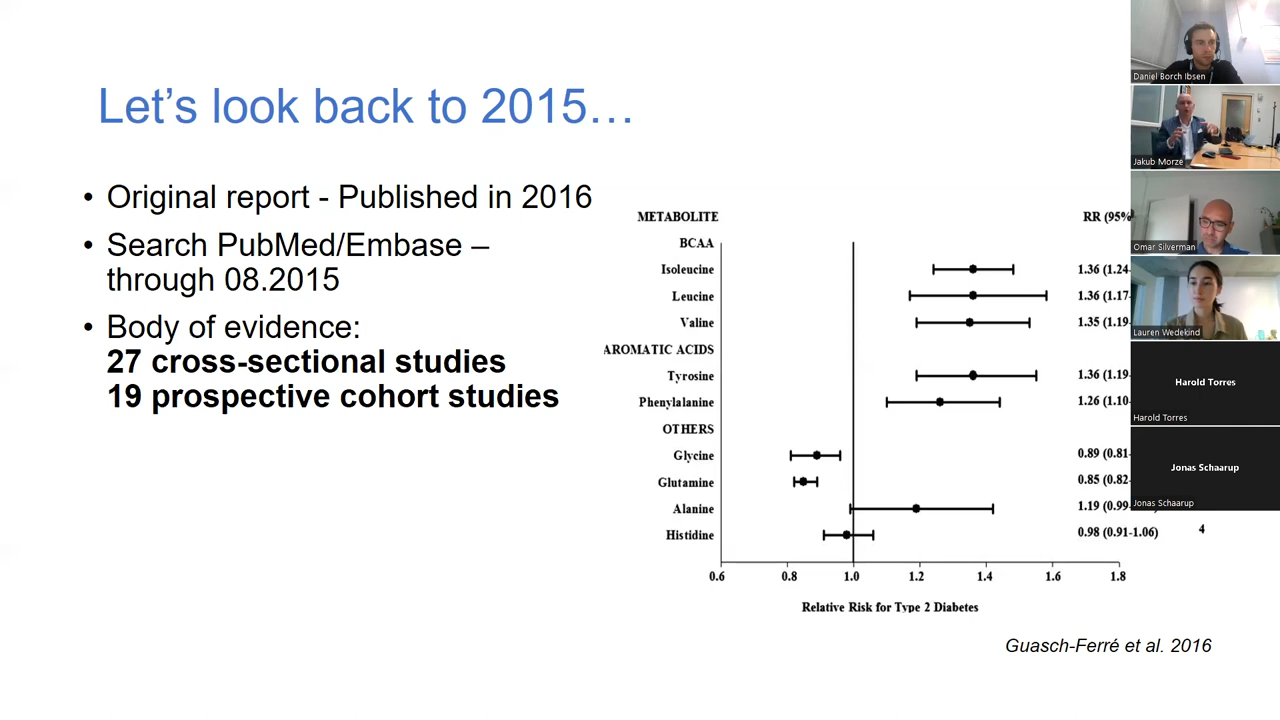 Let’s look back to 2015…
• Original report - Published in 2016
• Search PubMed/Embase –
through 08.2015
• Body of evidence:
27 cross-sectional studies
19 prospective cohort studies
METABOLITE RR (95%
BCAA
Isoleucine 1.36 (1.24-
Leucine 1.36 (1.17-
Valine 1.35 (1.19-
AROMATIC ACIDS
Tyrosine 1.36 (1.19-
Phenylalanine 1.26 (1.10-
OTHERS
Glycine 0.89 (0.81-
Glutamine 0.85 (0.82-
Alanine 1.19 (0.99-
Histidine 0.98 (0.91-1.06) 4
0.6 0.8 1.0 1.2 1.4 1.6 1.8
Relative Risk for Type 2 Diabetes
Guasch-Ferré et al. 2016
Daniel Borch Ibsen
Jakub Morze
Omar Silverman
Lauren Wedekind
Harold Torres
Harold Torres
Jonas Schaarup
Jonas Schaarup